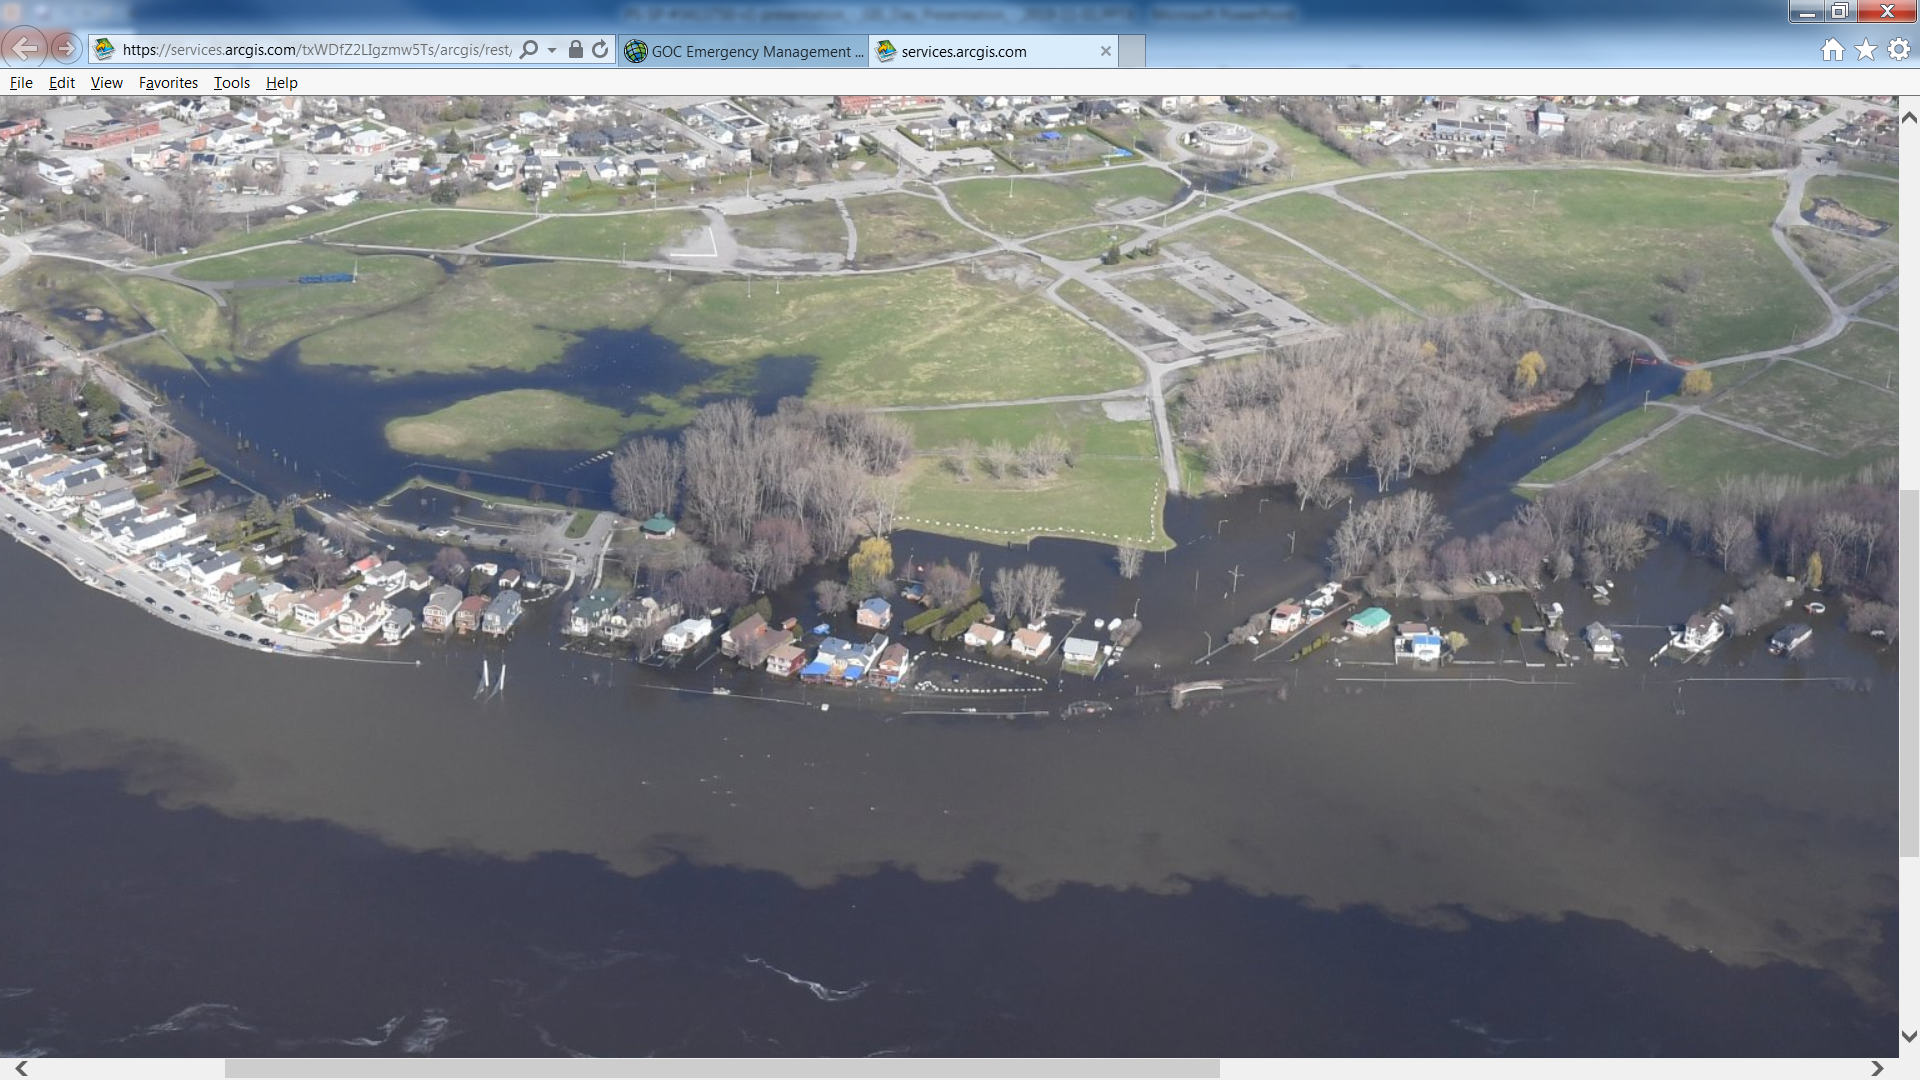 https://services.arcgis.com/txWDfZ2LIgzmw5Ts/arcgis/rest/
GOC Emergency Management ...
services.arcgis.com
File Edit View Favorites Tools Help